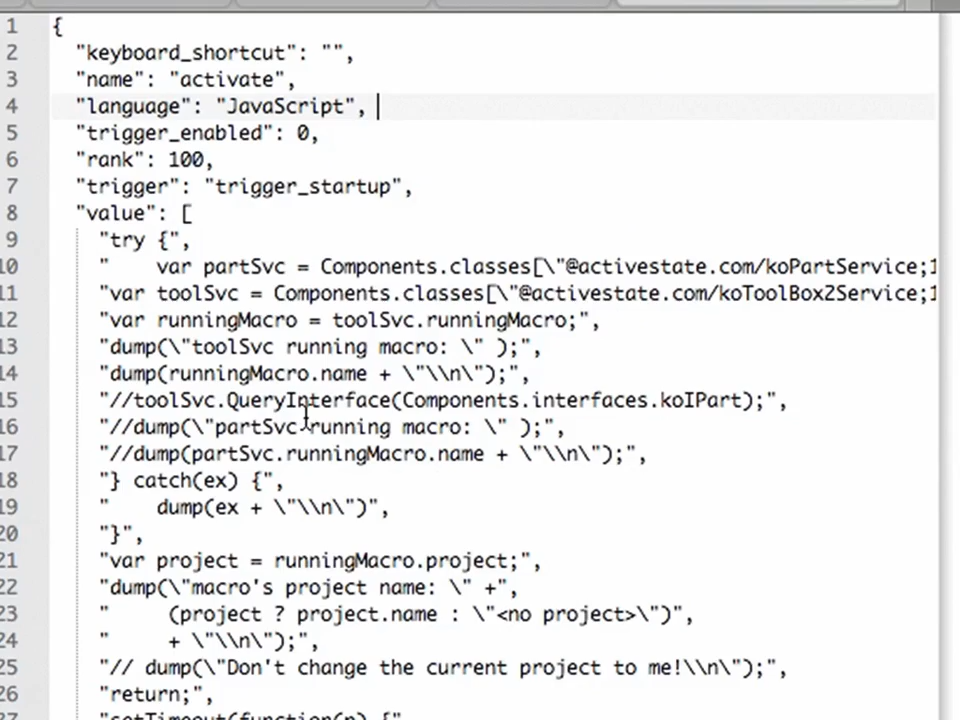 1 {
2 "keyboard_shortcut": "",
3 "name": "activate",
4 "language": "JavaScript",
5 "trigger_enabled": 0,
6 "rank": 100,
7 "trigger": "trigger_startup",
8 "value": [
9 "try {",
10 "    var partSvc = Components.classes[\"@activestate.com/koPartService;1
11 "var toolSvc = Components.classes[\"@activestate.com/koToolBox2Service;1
12 "var runningMacro = toolSvc.runningMacro;",
13 "dump(\"toolSvc running macro: \" );",
14 "dump(runningMacro.name + \"\\n\");",
15 "//toolSvc.QueryInterface(Components.interfaces.koIPart);",
16 "//dump(\"partSvc running macro: \" );",
17 "//dump(partSvc.runningMacro.name + \"\\n\");",
18 "} catch(ex) {",
19 "    dump(ex + \"\\n\")",
20 "}",
21 "var project = runningMacro.project;",
22 "dump(\"macro's project name: \" +",
23 "     (project ? project.name : \"<no project>\")",
24 "     + \"\\n\");",
25 "// dump(\"Don't change the current project to me!\\n\");",
26 "return;",
27 "setTimeout(function(p) {"